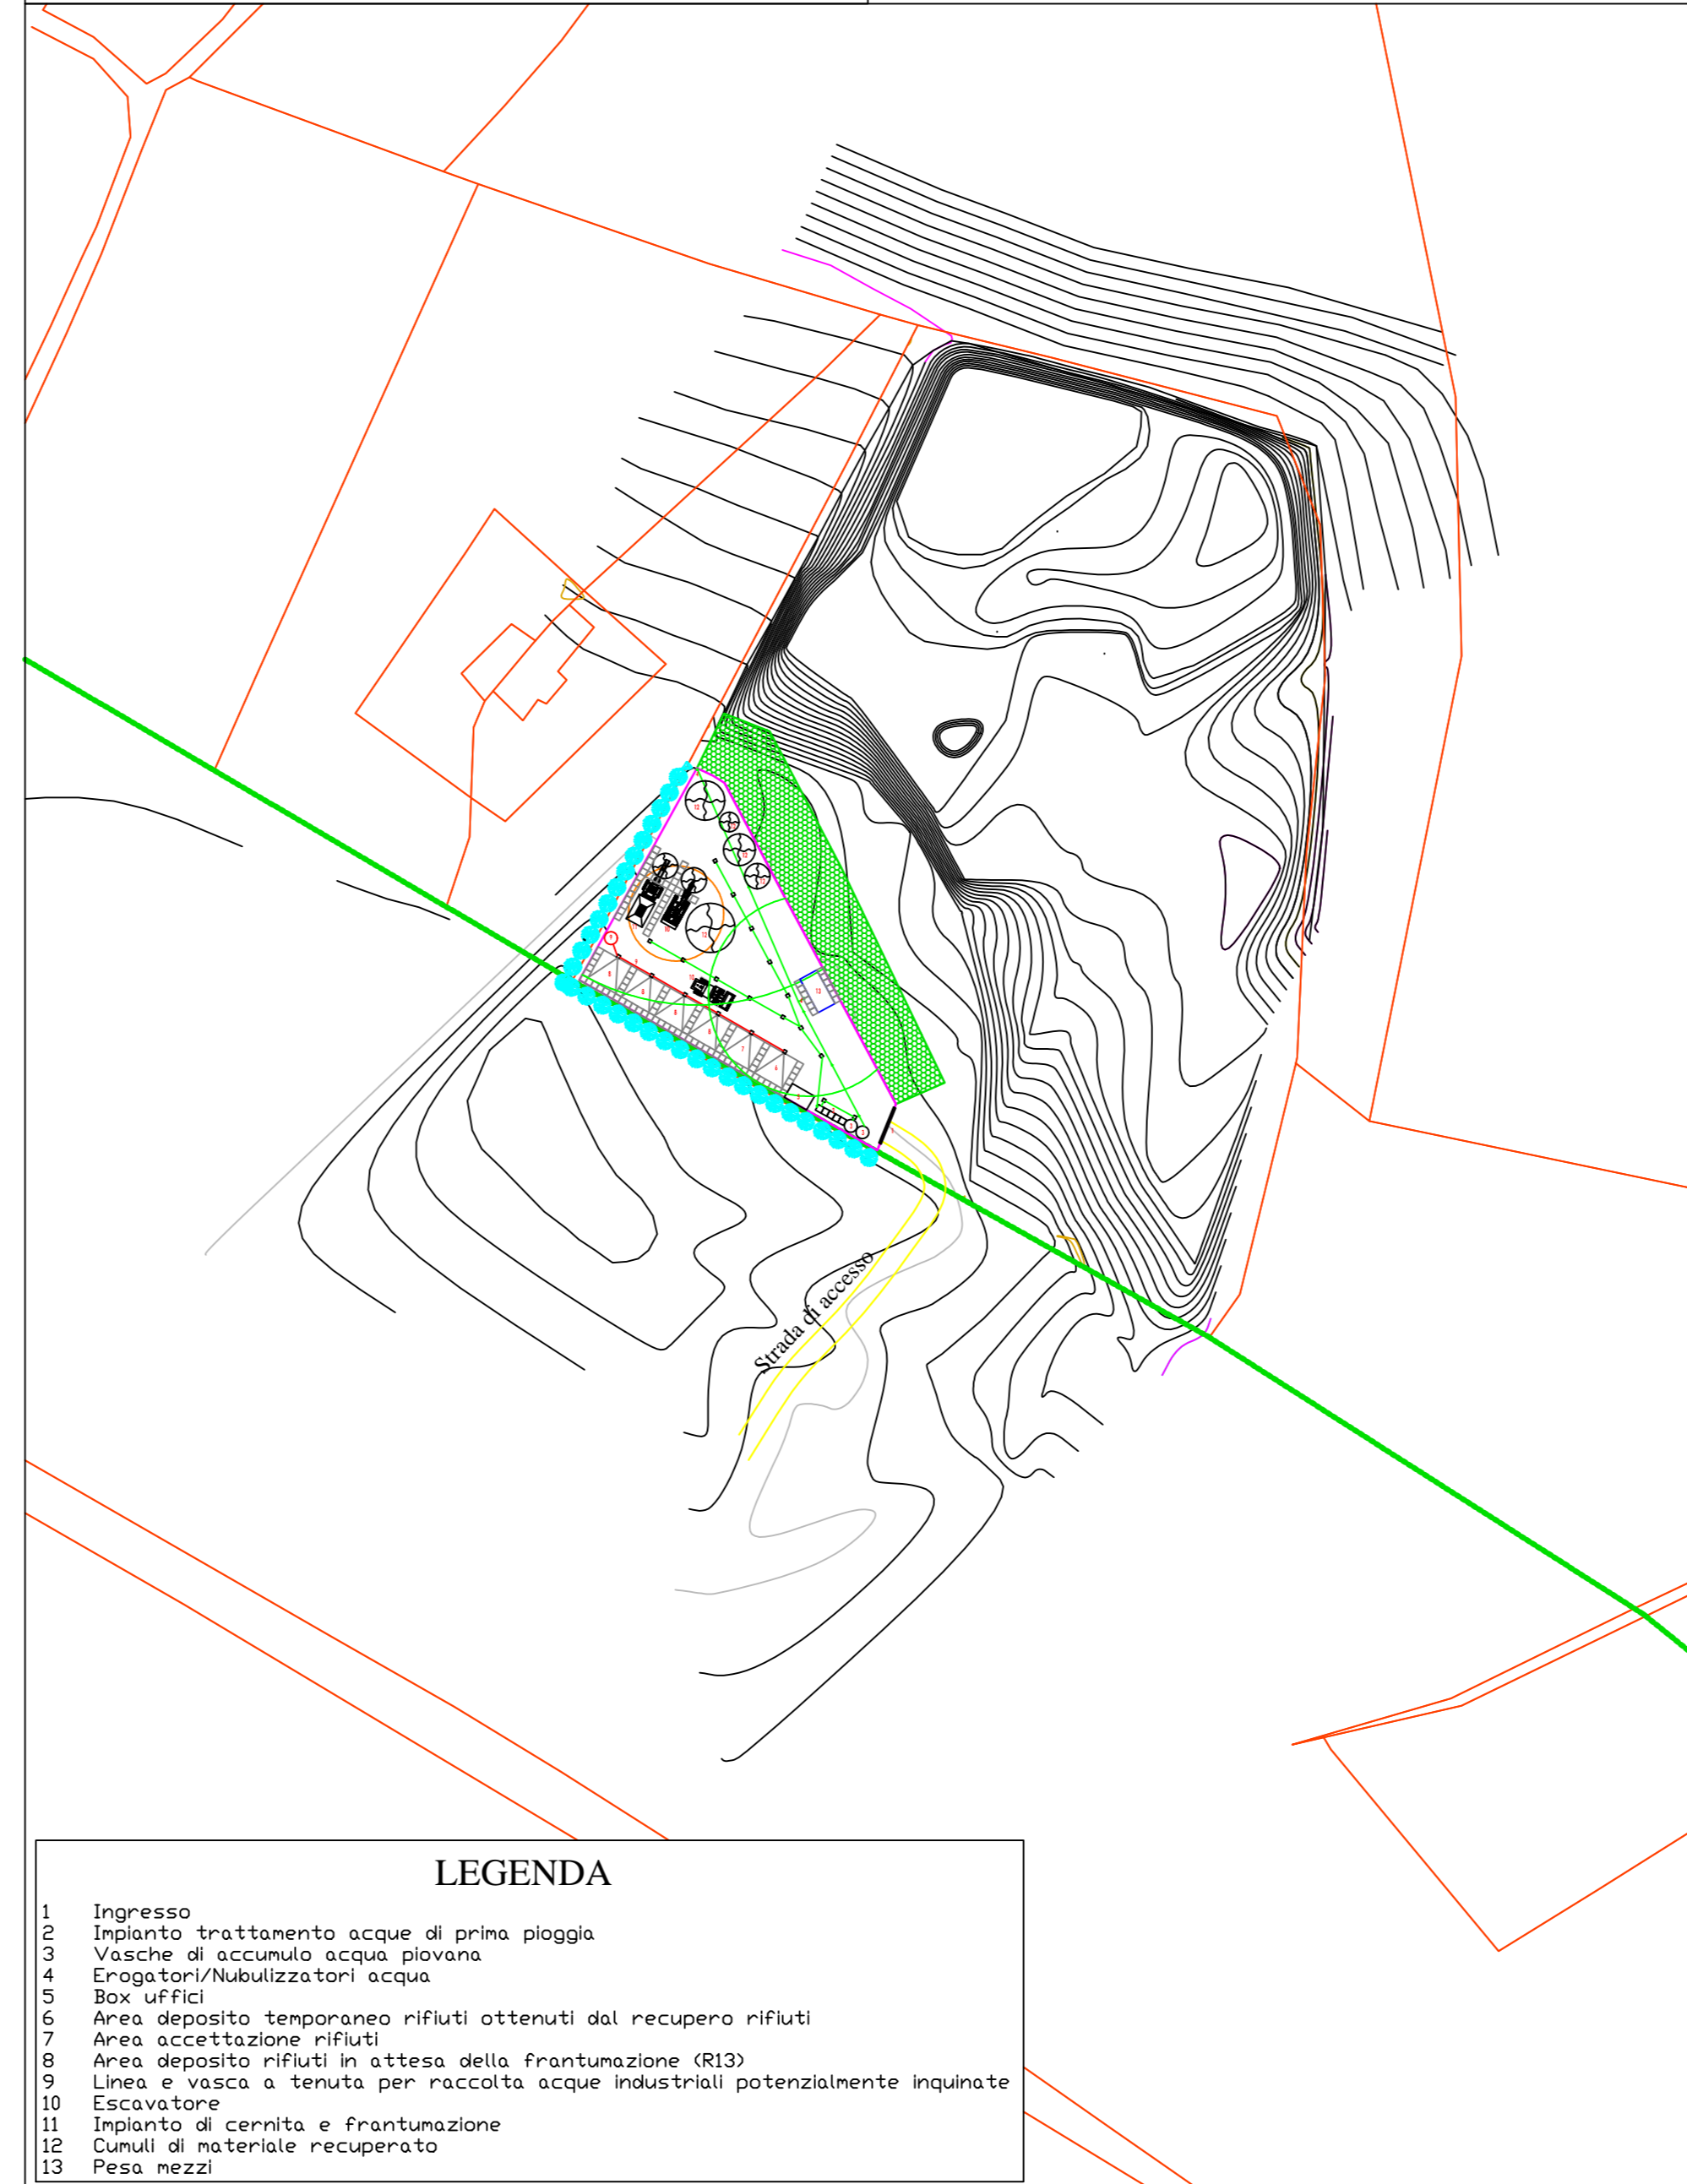 Strada di accesso
LEGENDA
1 Ingresso
2 Impianto trattamento acque di prima pioggia
3 Vasche di accumulo acqua piovana
4 Erogatori/Nubulizzatori acqua
5 Box uffici
6 Area deposito temporaneo rifiuti ottenuti dal recupero rifiuti
7 Area accettazione rifiuti
8 Area deposito rifiuti in attesa della frantumazione (R13)
9 Linea e vasca a tenuta per raccolta acque industriali potenzialmente inquinate
10 Escavatore
11 Impianto di cernita e frantumazione
12 Cumuli di materiale recuperato
13 Pesa mezzi